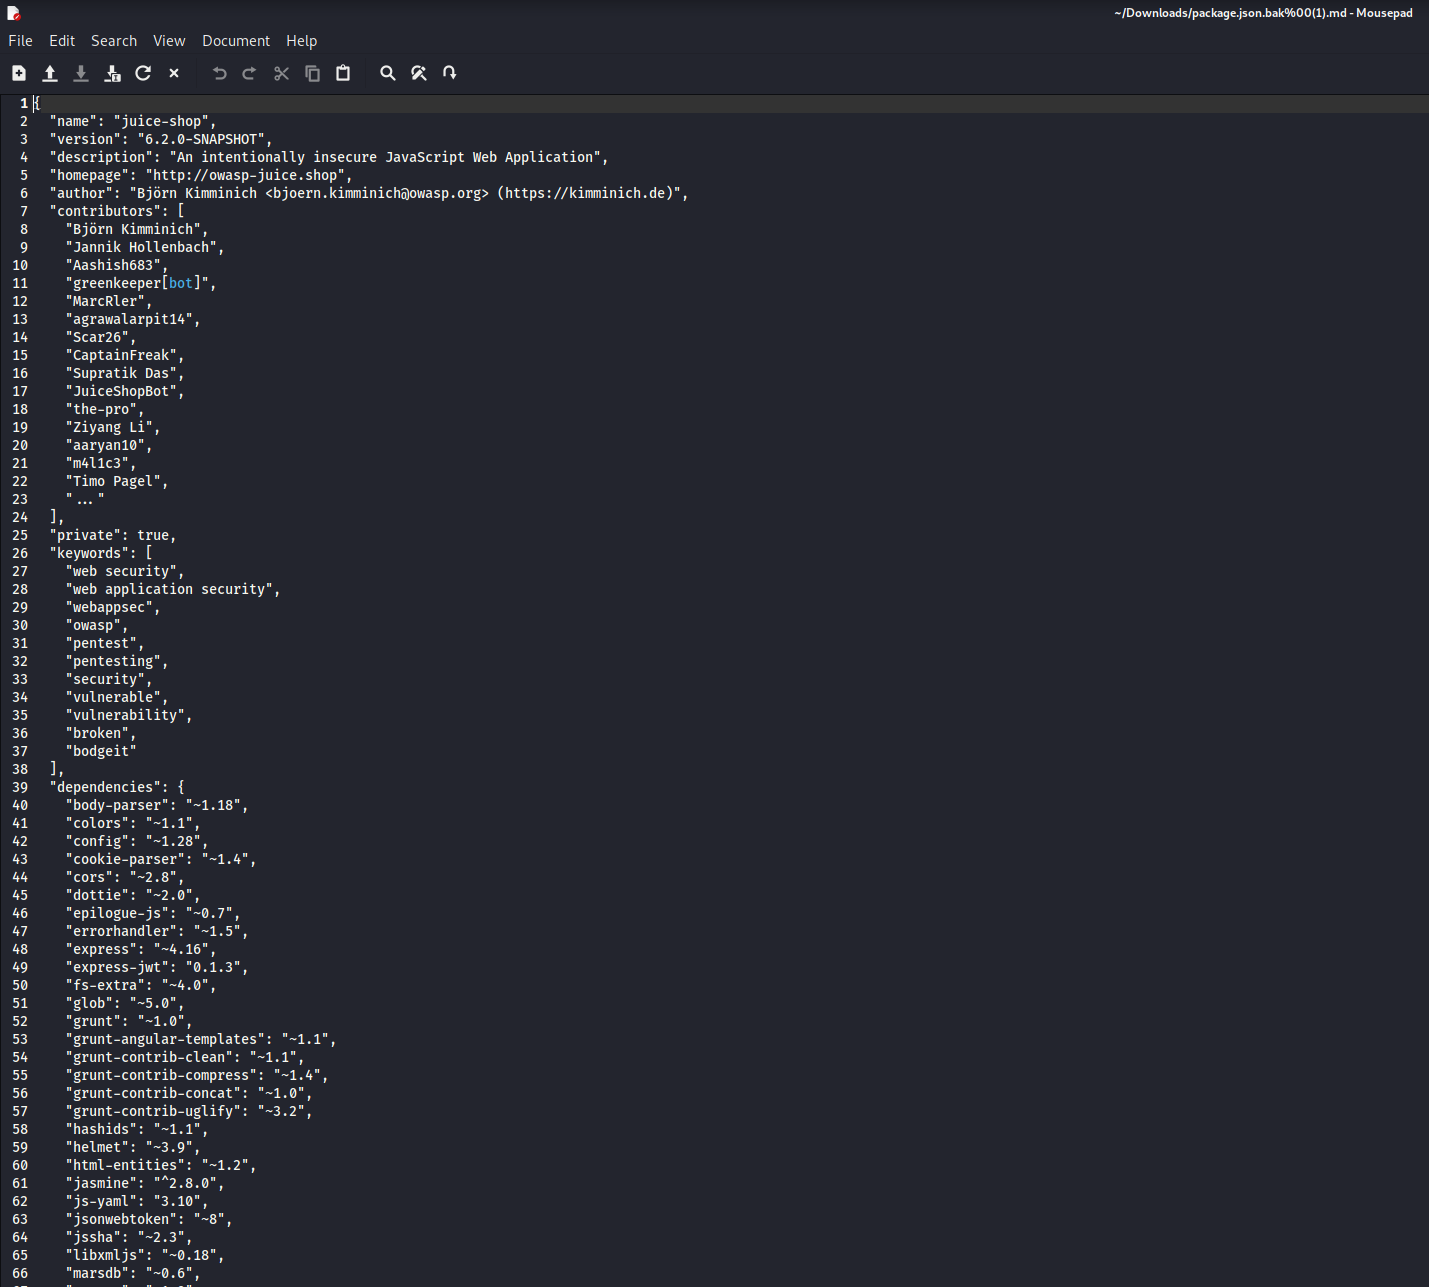 ~/Downloads/package.json.bak%00(1).md - Mousepad
File Edit Search View Document Help
1 {
2 "name": "juice-shop",
3 "version": "6.2.0-SNAPSHOT",
4 "description": "An intentionally insecure JavaScript Web Application",
5 "homepage": "http://owasp-juice.shop",
6 "author": "Björn Kimminich <bjoern.kimminich@owasp.org> (https://kimminich.de)",
7 "contributors": [
8 "Björn Kimminich",
9 "Jannik Hollenbach",
10 "Aashish683",
11 "greenkeeper[bot]",
12 "MarcRler",
13 "agrawalarpit14",
14 "Scar26",
15 "CaptainFreak",
16 "Supratik Das",
17 "JuiceShopBot",
18 "the-pro",
19 "Ziyang Li",
20 "aaryan10",
21 "m4l1c3",
22 "Timo Pagel",
23 "..."
24 ],
25 "private": true,
26 "keywords": [
27 "web security",
28 "web application security",
29 "webappsec",
30 "owasp",
31 "pentest",
32 "pentesting",
33 "security",
34 "vulnerable",
35 "vulnerability",
36 "broken",
37 "bodgeit"
38 ],
39 "dependencies": {
40 "body-parser": "~1.18",
41 "colors": "~1.1",
42 "config": "~1.28",
43 "cookie-parser": "~1.4",
44 "cors": "~2.8",
45 "dottie": "~2.0",
46 "epilogue-js": "~0.7",
47 "errorhandler": "~1.5",
48 "express": "~4.16",
49 "express-jwt": "0.1.3",
50 "fs-extra": "~4.0",
51 "glob": "~5.0",
52 "grunt": "~1.0",
53 "grunt-angular-templates": "~1.1",
54 "grunt-contrib-clean": "~1.1",
55 "grunt-contrib-compress": "~1.4",
56 "grunt-contrib-concat": "~1.0",
57 "grunt-contrib-uglify": "~3.2",
58 "hashids": "~1.1",
59 "helmet": "~3.9",
60 "html-entities": "~1.2",
61 "jasmine": "^2.8.0",
62 "js-yaml": "3.10",
63 "jsonwebtoken": "~8",
64 "jssha": "~2.3",
65 "libxmljs": "~0.18",
66 "marsdb": "~0.6",